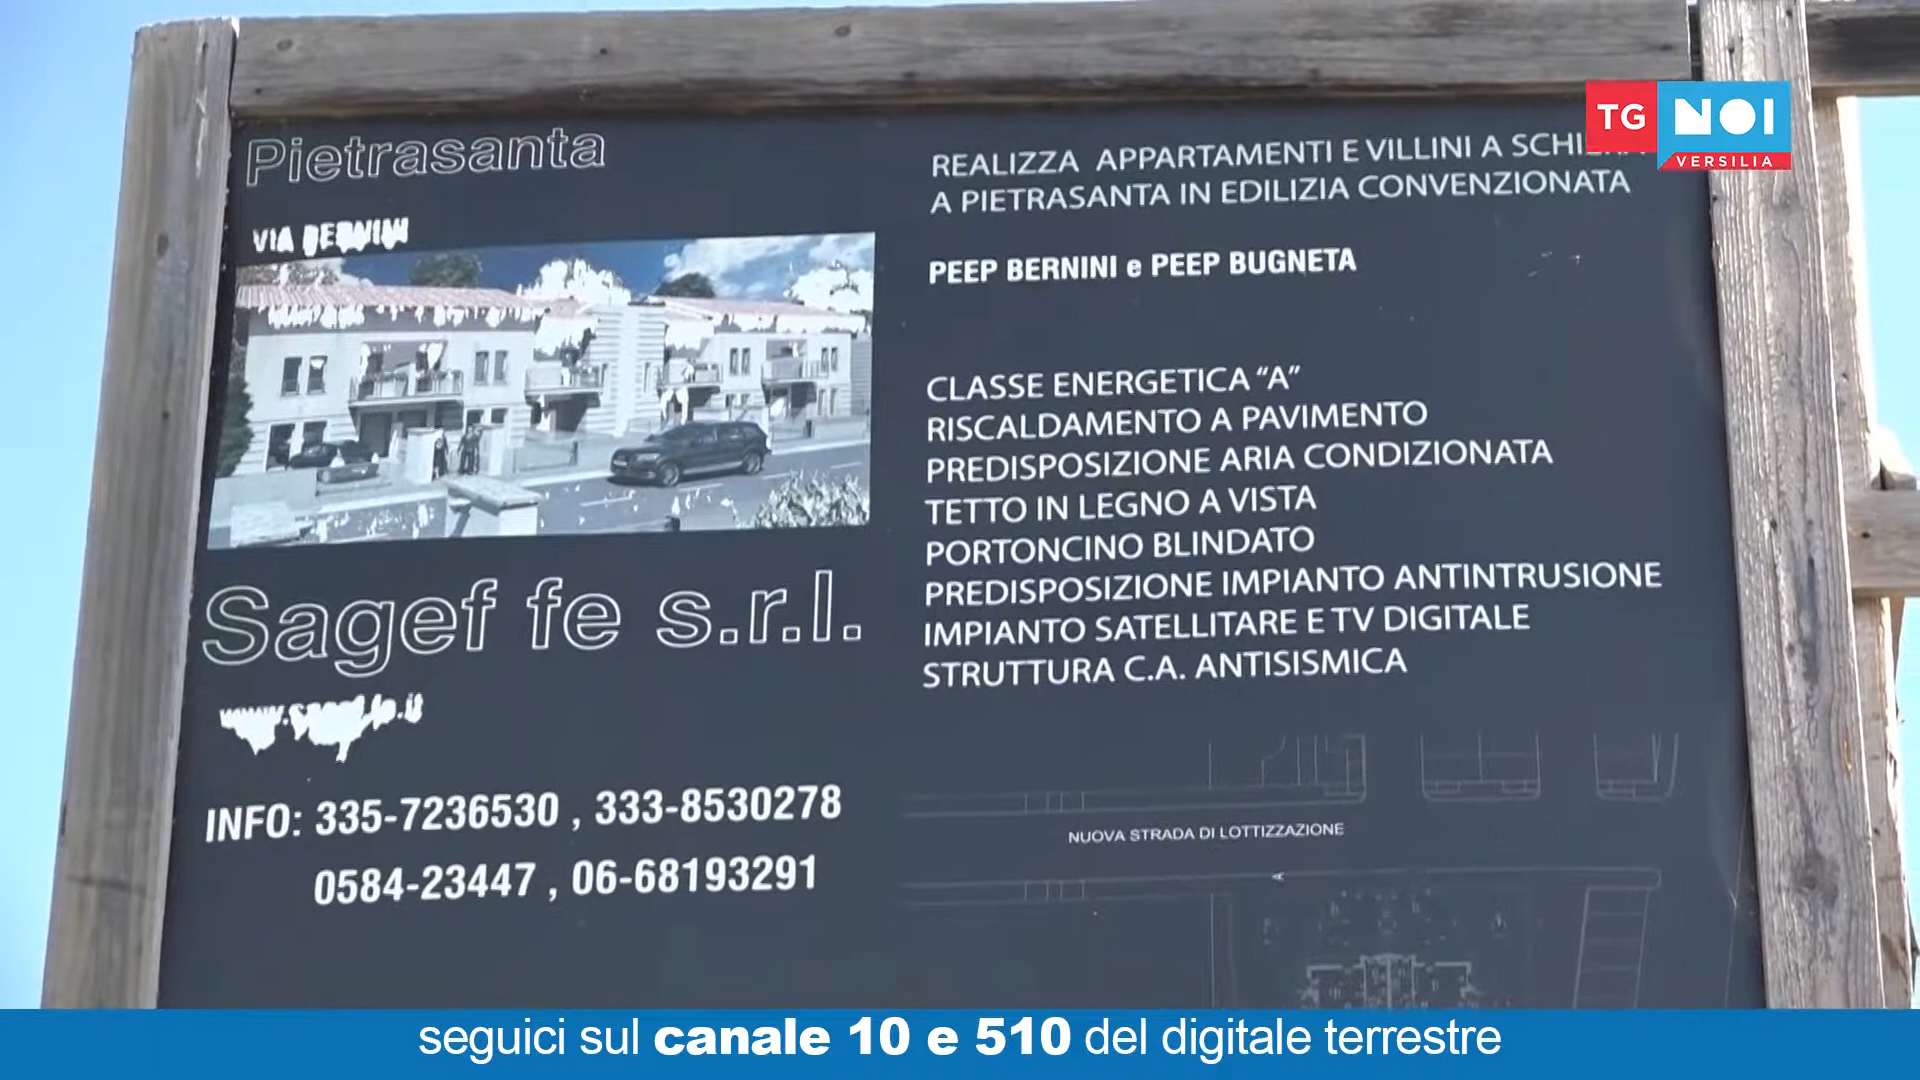 Pietrasanta
VIA BERNINI
Sagef fe s.r.l.
INFO: 335-7236530 , 333-8530278
0584-23447 , 06-68193291
REALIZZA APPARTAMENTI E VILLINI A
A PIETRASANTA IN EDILIZIA CONVENZIONATA
PEEP BERNINI e PEEP BUGNETA
CLASSE ENERGETICA “A”
RISCALDAMENTO A PAVIMENTO
PREDISPOSIZIONE ARIA CONDIZIONATA
TETTO IN LEGNO A VISTA
PORTONCINO BLINDATO
PREDISPOSIZIONE IMPIANTO ANTINTRUSIONE
IMPIANTO SATELLITARE E TV DIGITALE
STRUTTURA C.A. ANTISISMICA
NUOVA STRADA DI LOTTIZZAZIONE
A
TG NOI
VERSILIA
seguici sul canale 10 e 510 del digitale terrestre